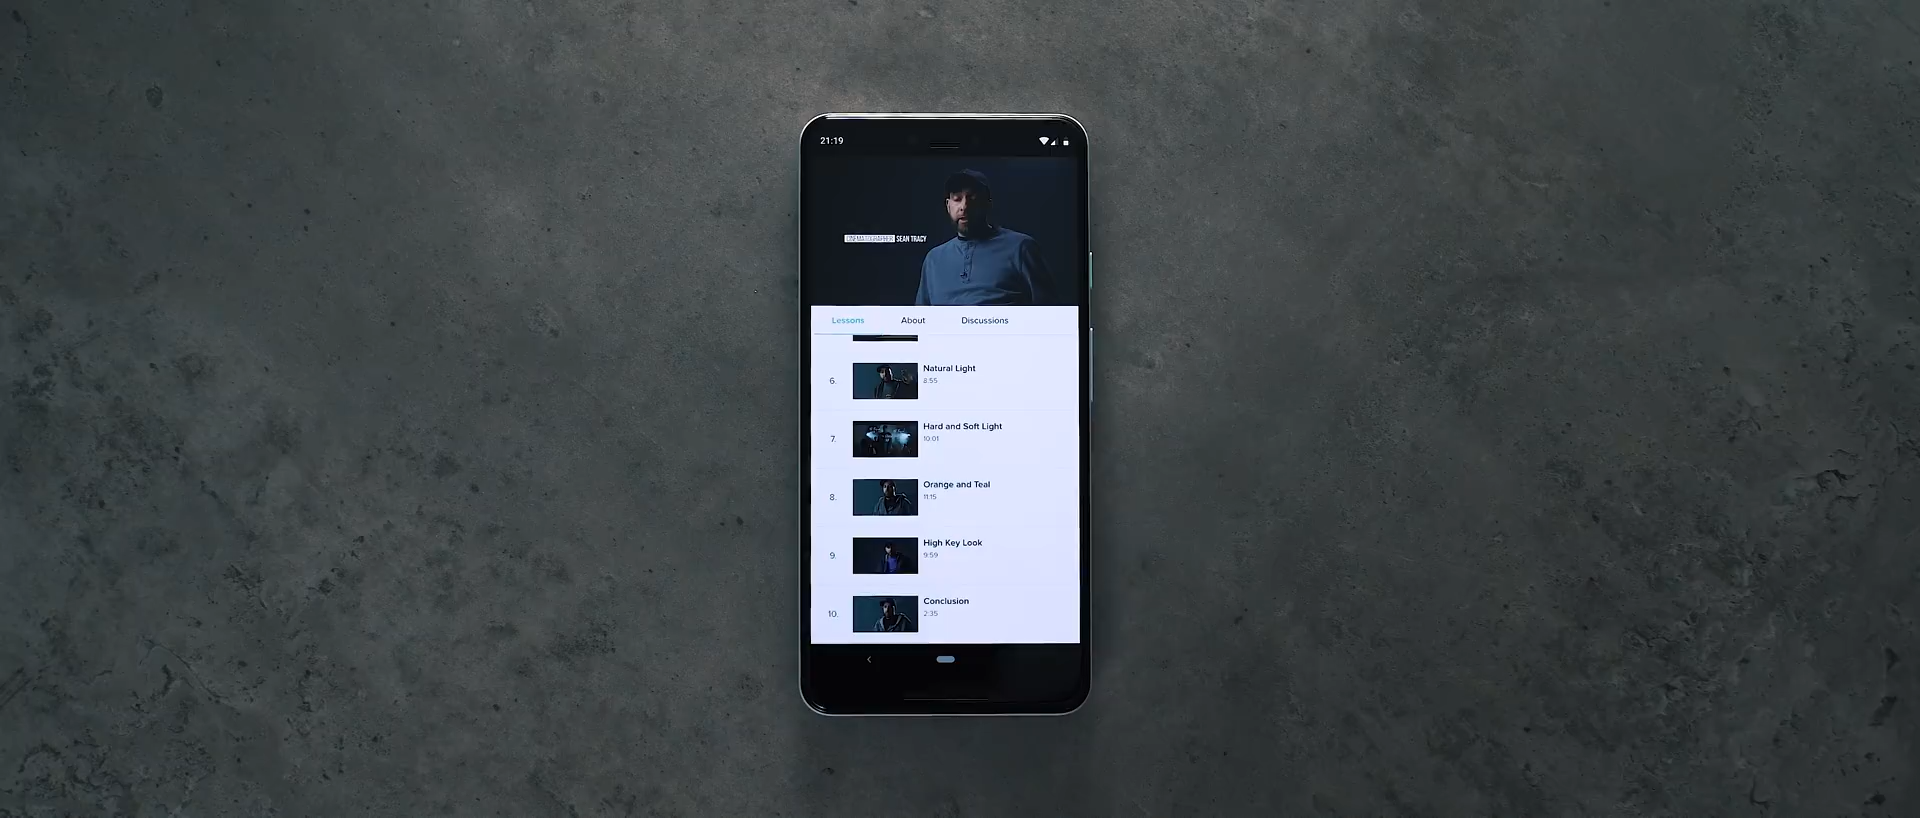 21:19
CINEMATOGRAPHER SEAN TRACY
Lessons About Discussions
6. Natural Light
8:55
7. Hard and Soft Light
10:01
8. Orange and Teal
11:15
9. High Key Look
9:59
10. Conclusion
2:35